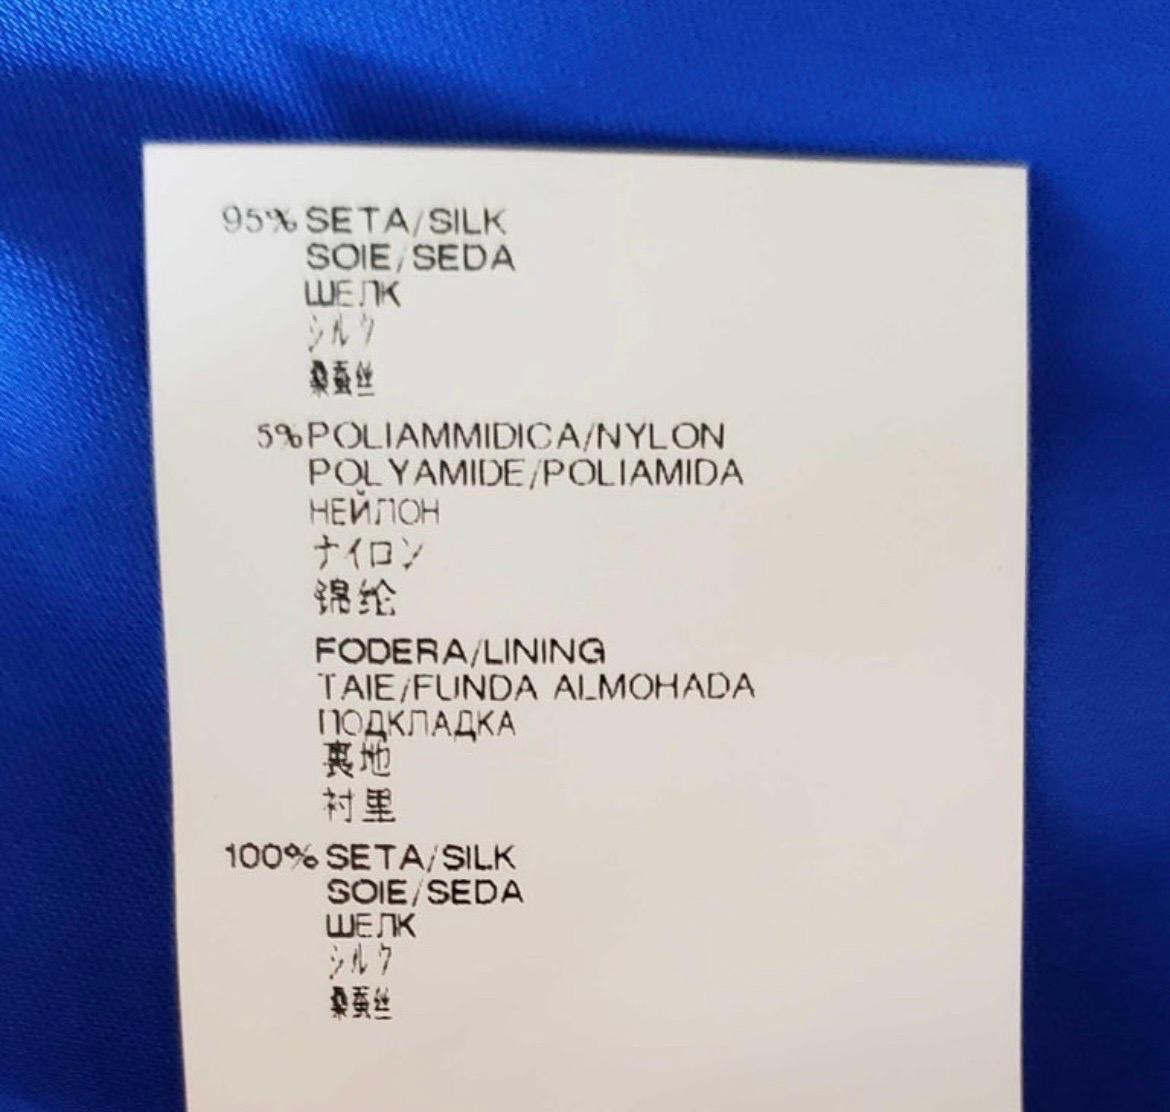 95% SETA/SILK
SOIE/SEDA
ШЕЛК
シルク
桑蚕丝
5% POLIAMMIDICA/NYLON
POLYAMIDE/POLIAMIDA
НЕЙЛОН
ナイロン
锦纶
FODERA/LINING
TAIE/FUNDA ALMOHADA
ПОДКЛАДКА
裏地
衬里
100% SETA/SILK
SOIE/SEDA
ШЕЛК
シルク
桑蚕丝